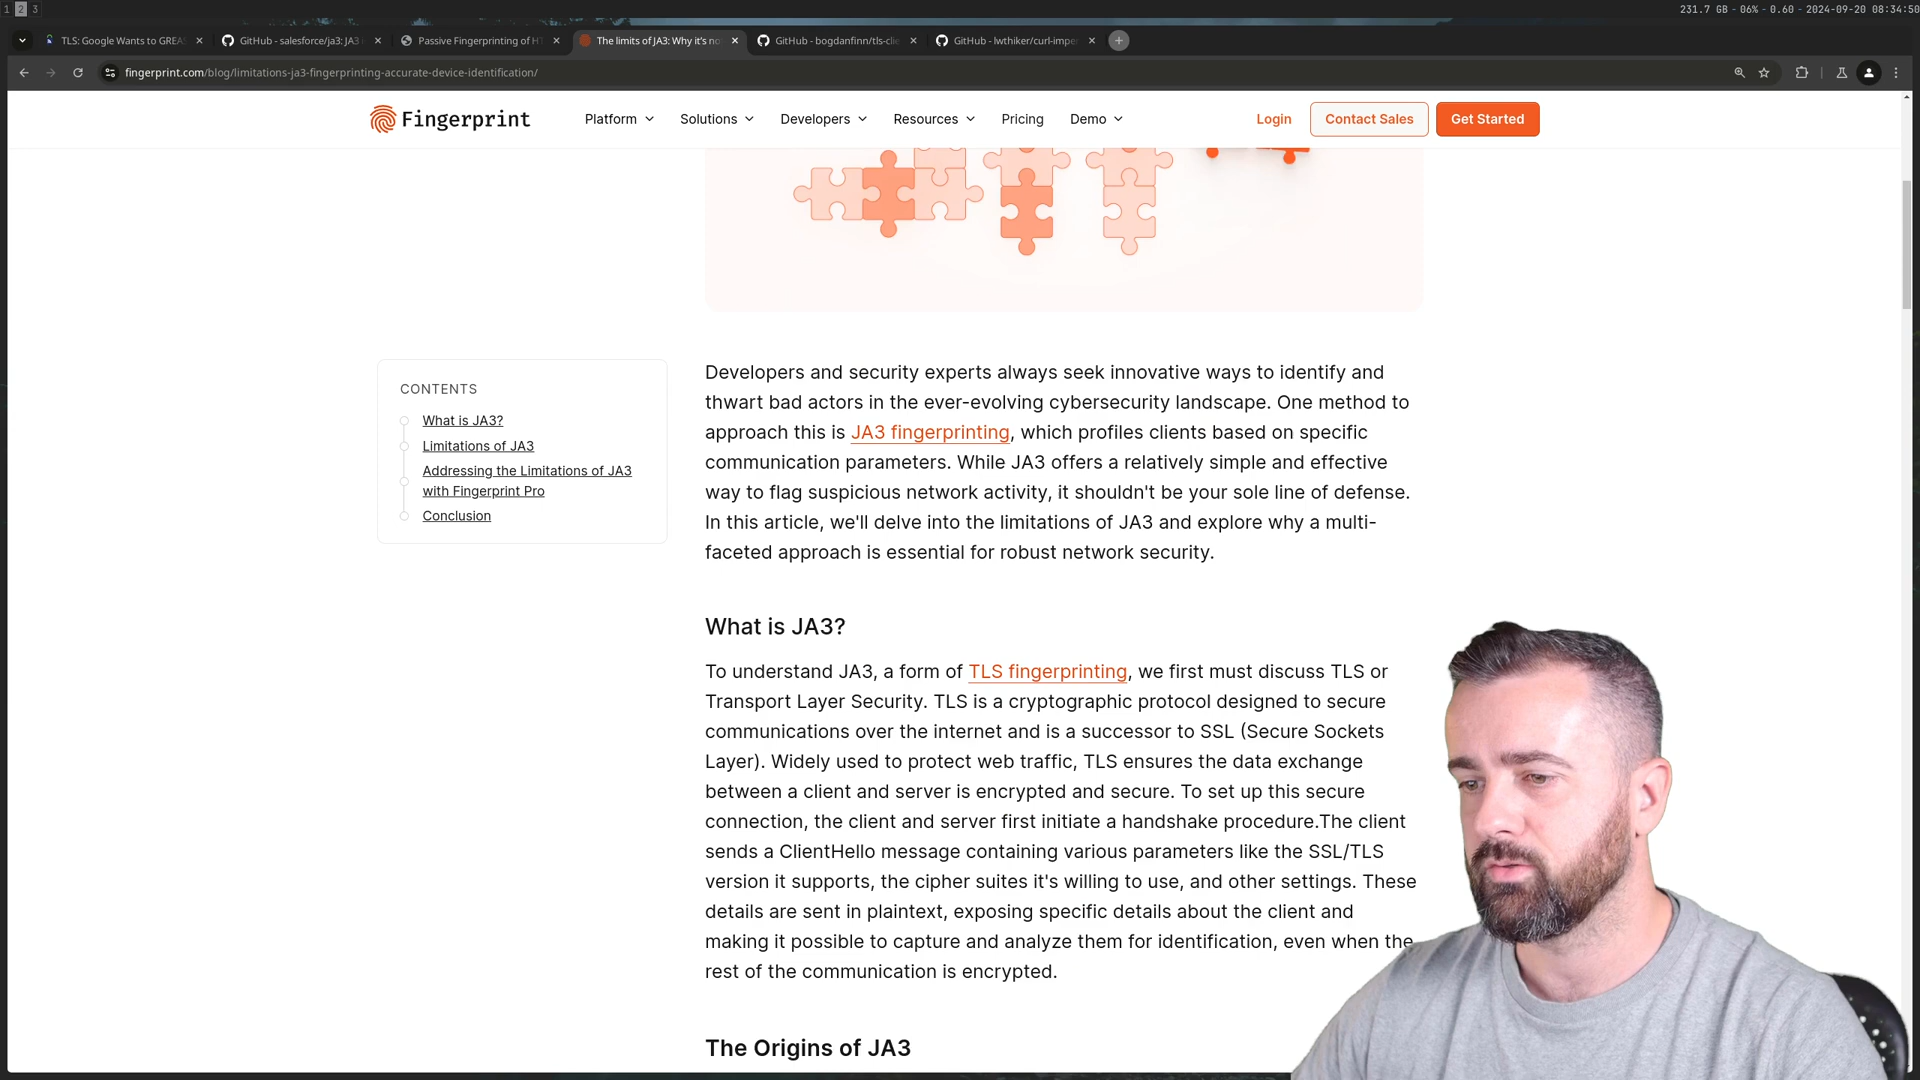 1 2 3
231.7 GB - 06% - 0.60 - 2024-09-20 08:34:50
TLS: Google Wants to GREA
GitHub - salesforce/ja3: JA3
Passive Fingerprinting of HT
The limits of JA3: Why it's no
GitHub - bogdanfinn/tls-clie
GitHub - lwthiker/curl-impe
fingerprint.com/blog/limitations-ja3-fingerprinting-accurate-device-identification/
Fingerprint
Platform
Solutions
Developers
Resources
Pricing
Demo
Login
Contact Sales
Get Started
CONTENTS
What is JA3?
Limitations of JA3
Addressing the Limitations of JA3
with Fingerprint Pro
Conclusion
Developers and security experts always seek innovative ways to identify and
thwart bad actors in the ever-evolving cybersecurity landscape. One method to
approach this is JA3 fingerprinting, which profiles clients based on specific
communication parameters. While JA3 offers a relatively simple and effective
way to flag suspicious network activity, it shouldn't be your sole line of defense.
In this article, we'll delve into the limitations of JA3 and explore why a multi-
faceted approach is essential for robust network security.
What is JA3?
To understand JA3, a form of TLS fingerprinting, we first must discuss TLS or
Transport Layer Security. TLS is a cryptographic protocol designed to secure
communications over the internet and is a successor to SSL (Secure Sockets
Layer). Widely used to protect web traffic, TLS ensures the data exchange
between a client and server is encrypted and secure. To set up this secure
connection, the client and server first initiate a handshake procedure.The client
sends a ClientHello message containing various parameters like the SSL/TLS
version it supports, the cipher suites it's willing to use, and other settings. These
details are sent in plaintext, exposing specific details about the client and
making it possible to capture and analyze them for identification, even when the
rest of the communication is encrypted.
The Origins of JA3